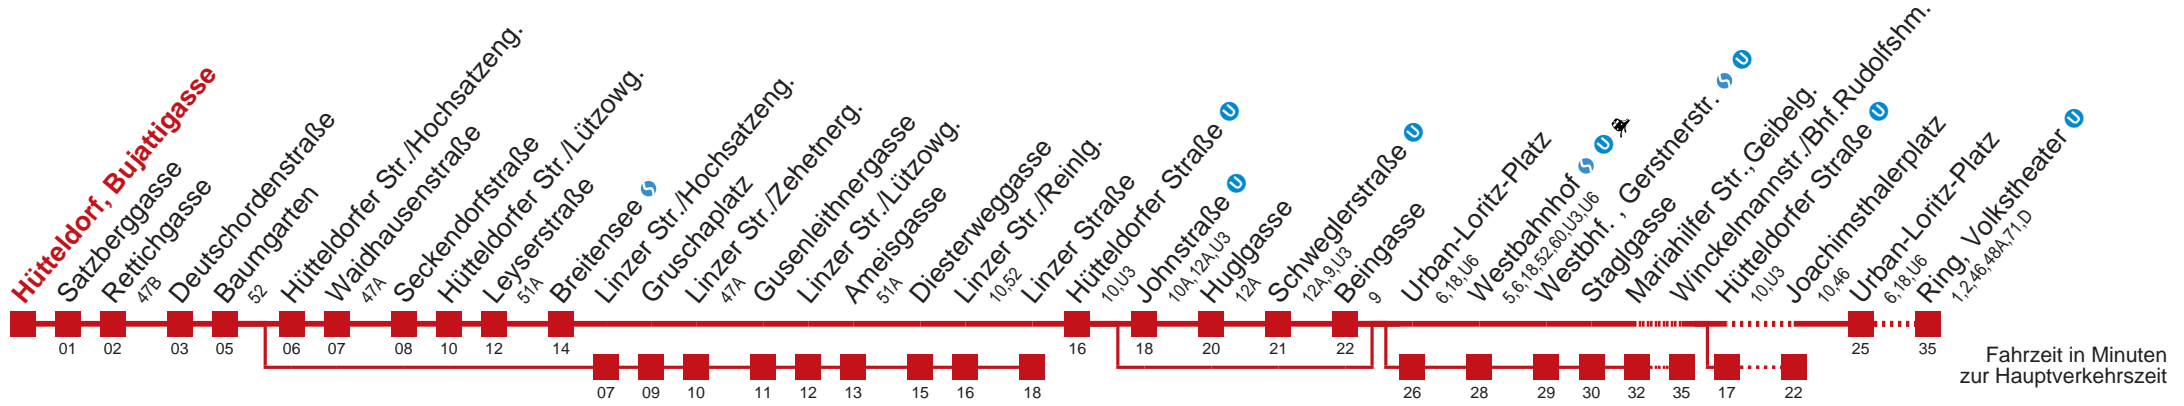 Hütteldorf, Bujattigasse
Satzberggasse
Rettichgasse
47B
Deutschordenstraße
Baumgarten
52
Hütteldorfer Str./Hochsatzeng.
Waidhausenstraße
47A
Seckendorfstraße
Hütteldorfer Str./Lützowg.
Leyserstraße
51A
Breitensee
Linzer Str./Hochsatzeng.
Gruschaplatz
Linzer Str./Zehetnerg.
47A
Gusenleithnergasse
Linzer Str./Lützowg.
Ameisgasse
51A
Diesterweggasse
Linzer Str./Reinlg.
10,52
Linzer Straße
Hütteldorfer Straße U
10,U3
Johnstraße U
10A,12A,U3
Huglgasse
12A
Schweglerstraße U
12A,9,U3
Beingasse
9
Urban-Loritz-Platz
6,18,U6
Westbahnhof S U
5,6,18,52,60,U3,U6
Westbhf. , Gerstnerstr. S U
Staglgasse
Mariahilfer Str., Geibelg.
Winckelmannstr./Bhf.Rudolfshm.
Hütteldorfer Straße U
10,U3
Joachimsthalerplatz
10,46
Urban-Loritz-Platz
6,18,U6
Ring, Volkstheater U
1,2,46,48A,71,D
01 02 03 05 06 07 08 10 12 14 16 18 20 21 22 25 35
07 09 10 11 12 13 15 16 18 26 28 29 30 32 35 17 22
Fahrzeit in Minuten
zur Hauptverkehrszeit